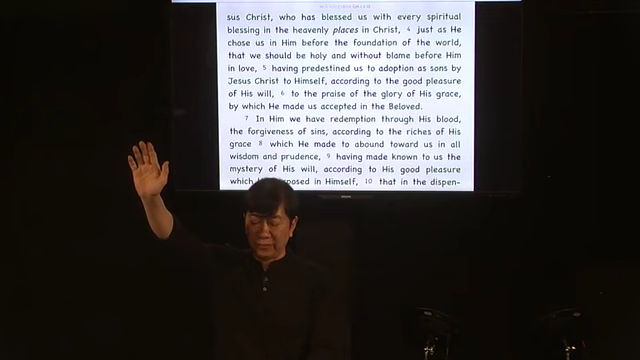 sus Christ, who has blessed us with every spiritual
blessing in the heavenly places in Christ, 4 just as He
chose us in Him before the foundation of the world,
that we should be holy and without blame before Him
in love, 5 having predestined us to adoption as sons by
Jesus Christ to Himself, according to the good pleasure
of His will, 6 to the praise of the glory of His grace,
by which He made us accepted in the Beloved.
7 In Him we have redemption through His blood,
the forgiveness of sins, according to the riches of His
grace 8 which He made to abound toward us in all
wisdom and prudence, 9 having made known to us the
mystery of His will, according to His good pleasure
which in Himself, 10 that in the dispen-